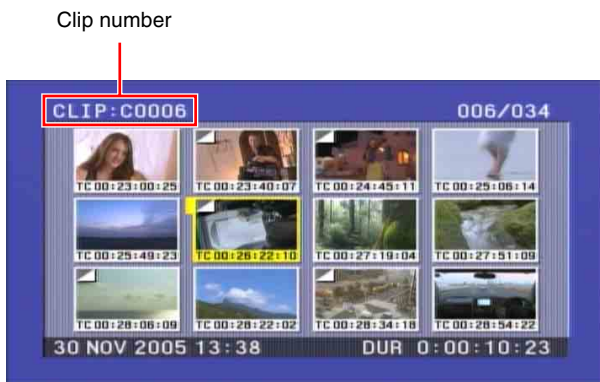 Clip number
CLIP:C0006 006/034
TC 00:23:00:25 TC 00:23:40:07 TC 00:24:45:11 TC 00:25:06:14
TC 00:25:49:23 TC 00:26:22:10 TC 00:27:19:04 TC 00:27:51:09
TC 00:28:06:09 TC 00:28:22:02 TC 00:28:34:18 TC 00:28:54:22
30 NOV 2005 13:38 DUR 0:00:10:23